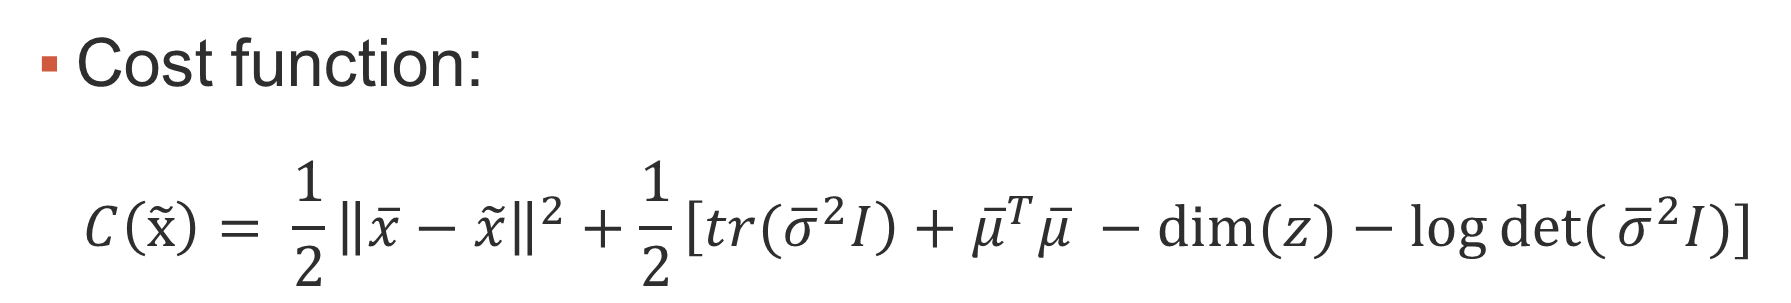 ▪ Cost function:
C(x̃) = 1/2 ‖x̄ − x̃‖² + 1/2 [tr(σ̄²I) + μ̄ᵀμ̄ − dim(z) − log det( σ̄²I)]